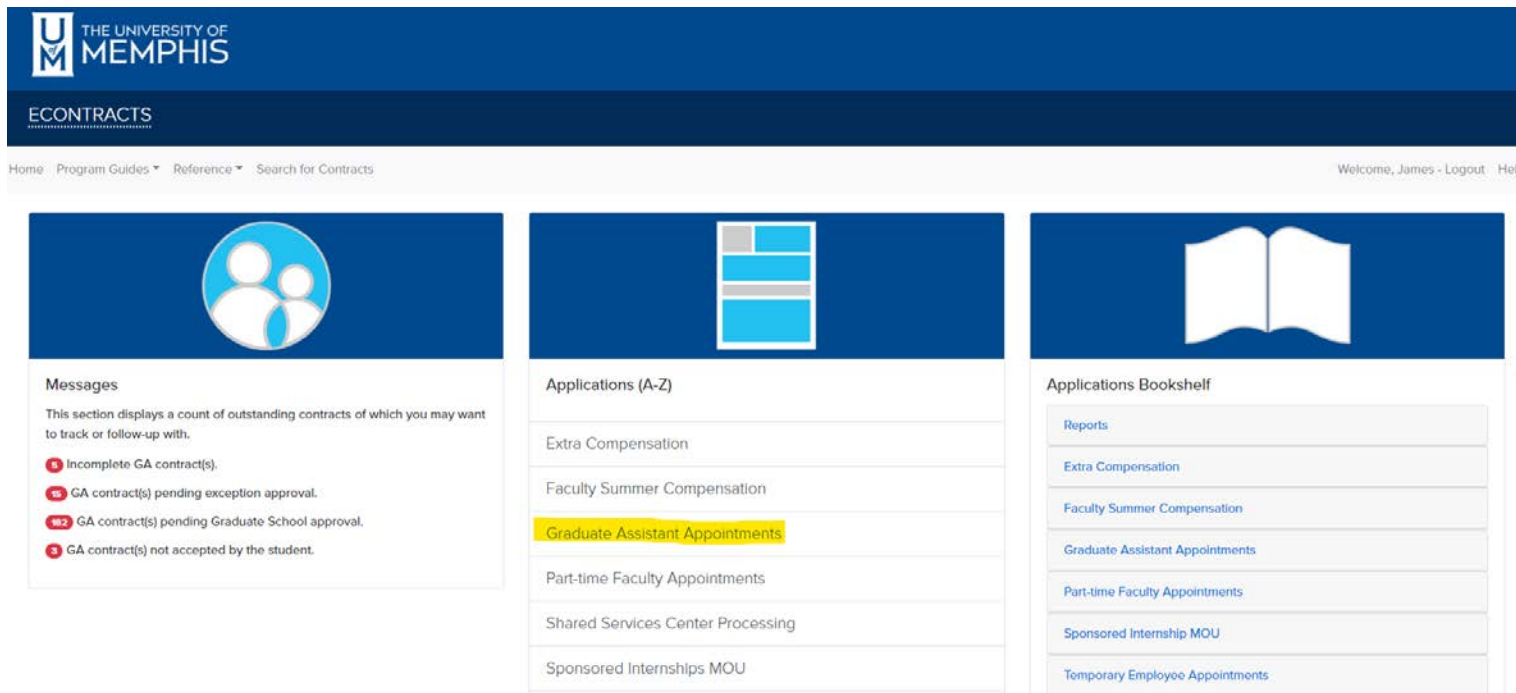 THE UNIVERSITY OF
MEMPHIS
ECONTRACTS
Home Program Guides Reference Search for Contracts
Welcome, James - Logout
Messages
This section displays a count of outstanding contracts of which you may want
to track or follow-up with.
5 Incomplete GA contract(s).
15 GA contract(s) pending exception approval.
182 GA contract(s) pending Graduate School approval.
3 GA contract(s) not accepted by the student.
Applications (A-Z)
Extra Compensation
Faculty Summer Compensation
Graduate Assistant Appointments
Part-time Faculty Appointments
Shared Services Center Processing
Sponsored Internships MOU
Applications Bookshelf
Reports
Extra Compensation
Faculty Summer Compensation
Graduate Assistant Appointments
Part-time Faculty Appointments
Sponsored Internship MOU
Temporary Employee Appointments